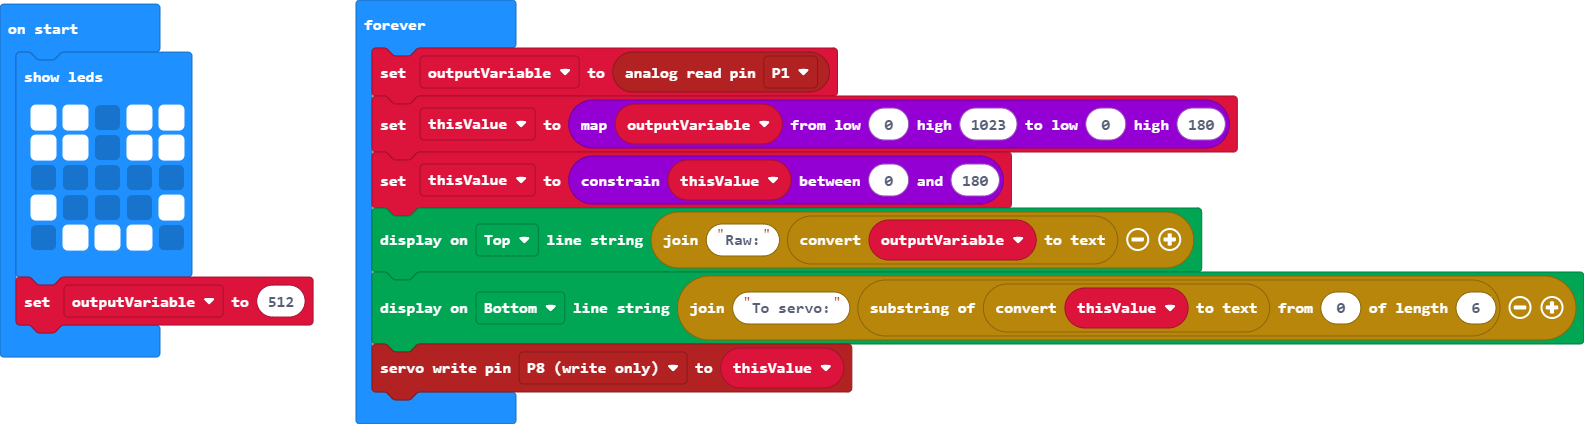 on start
show leds
set outputVariable to 512
forever
set outputVariable to analog read pin P1
set thisValue to map outputVariable from low 0 high 1023 to low 0 high 180
set thisValue to constrain thisValue between 0 and 180
display on Top line string join "Raw:" convert outputVariable to text
display on Bottom line string join "To servo:" substring of convert thisValue to text from 0 of length 6
servo write pin P8 (write only) to thisValue